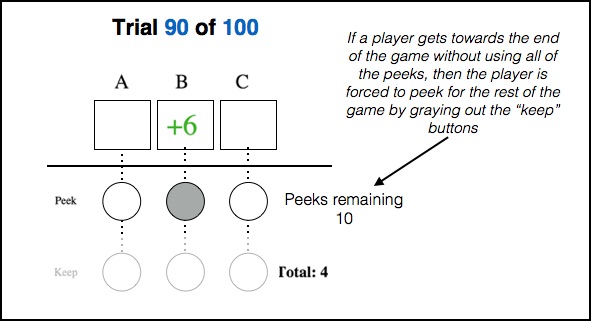 Trial 90 of 100
If a player gets towards the end
of the game without using all of
the peeks, then the player is
forced to peek for the rest of the
game by graying out the “keep”
buttons
A B C
+6
Peek
Peeks remaining
10
Keep
Total: 4